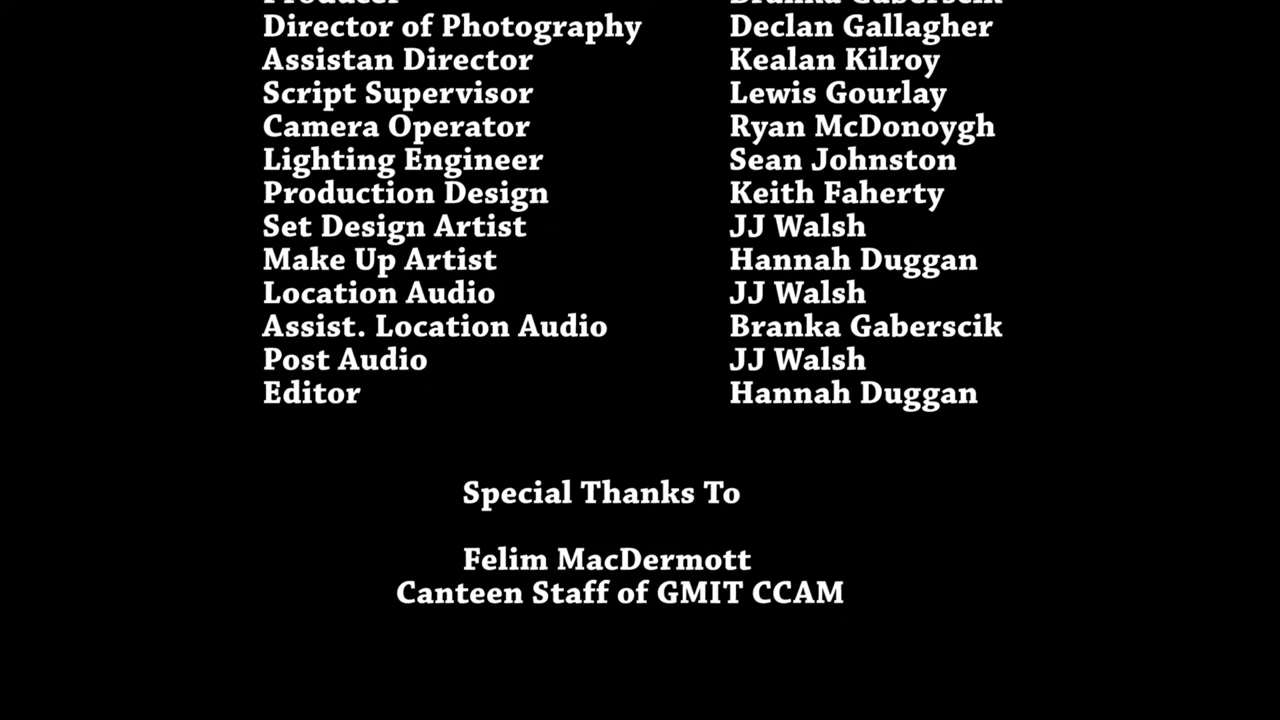 Producer Branka Gaberscik
Director of Photography Declan Gallagher
Assistan Director Kealan Kilroy
Script Supervisor Lewis Gourlay
Camera Operator Ryan McDonoygh
Lighting Engineer Sean Johnston
Production Design Keith Faherty
Set Design Artist JJ Walsh
Make Up Artist Hannah Duggan
Location Audio JJ Walsh
Assist. Location Audio Branka Gaberscik
Post Audio JJ Walsh
Editor Hannah Duggan
Special Thanks To
Felim MacDermott
Canteen Staff of GMIT CCAM